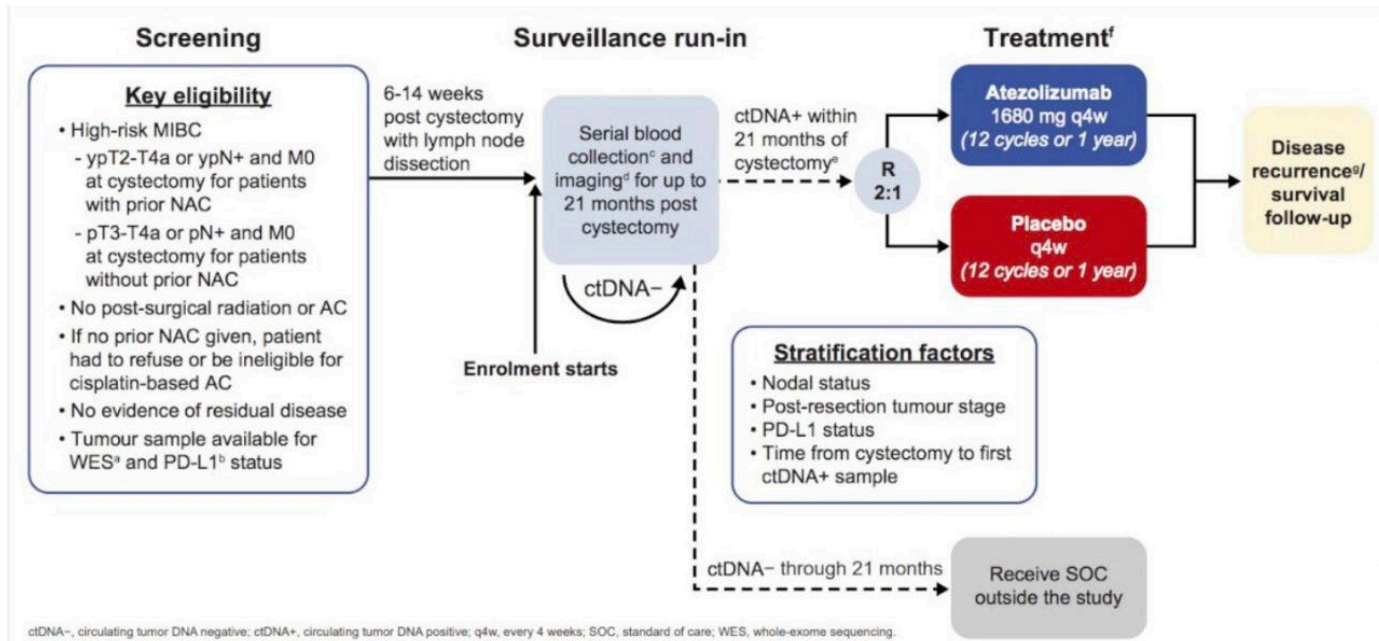 Screening
Surveillance run-in
Treatmentᶠ
Key eligibility
• High-risk MIBC
- ypT2-T4a or ypN+ and M0
at cystectomy for patients
with prior NAC
- pT3-T4a or pN+ and M0
at cystectomy for patients
without prior NAC
• No post-surgical radiation or AC
• If no prior NAC given, patient
had to refuse or be ineligible for
cisplatin-based AC
• No evidence of residual disease
• Tumour sample available for
WESᵃ and PD-L1ᵇ status
6-14 weeks
post cystectomy
with lymph node
dissection
Enrolment starts
Serial blood
collectionᶜ and
imagingᵈ for up to
21 months post
cystectomy
ctDNA−
ctDNA+ within
21 months of
cystectomyᵉ
R
2:1
Atezolizumab
1680 mg q4w
(12 cycles or 1 year)
Placebo
q4w
(12 cycles or 1 year)
Disease
recurrenceᵍ/
survival
follow-up
Stratification factors
• Nodal status
• Post-resection tumour stage
• PD-L1 status
• Time from cystectomy to first
ctDNA+ sample
ctDNA− through 21 months
Receive SOC
outside the study
ctDNA−, circulating tumor DNA negative; ctDNA+, circulating tumor DNA positive; q4w, every 4 weeks; SOC, standard of care; WES, whole-exome sequencing.